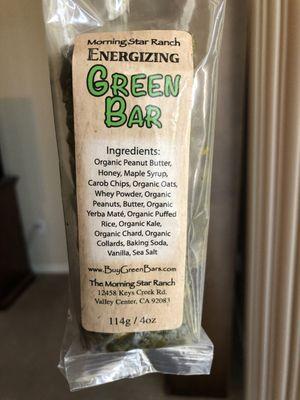 Morning Star Ranch
ENERGIZING
GREEN
BAR
Ingredients:
Organic Peanut Butter,
Honey, Maple Syrup,
Carob Chips, Organic Oats,
Whey Powder, Organic
Peanuts, Butter, Organic
Yerba Maté, Organic Puffed
Rice, Organic Kale,
Organic Chard, Organic
Collards, Baking Soda,
Vanilla, Sea Salt
www.BuyGreenBars.com
The Morning Star Ranch
12458 Keys Creek Rd.
Valley Center, CA 92083
114g / 4oz